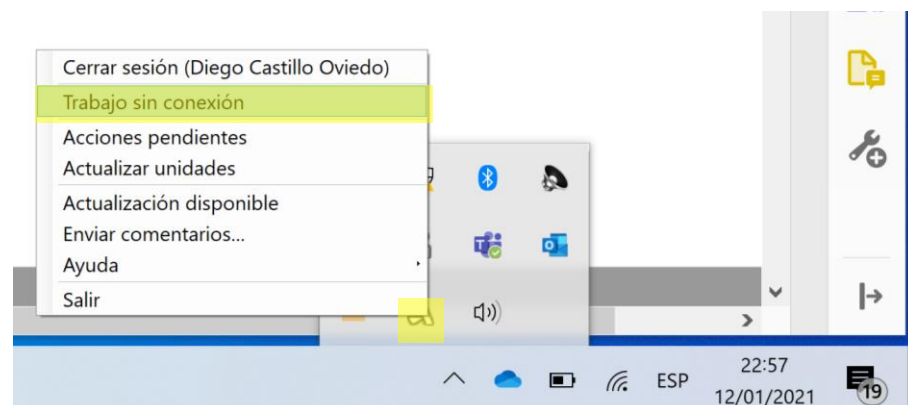 Cerrar sesión (Diego Castillo Oviedo)
Trabajo sin conexión
Acciones pendientes
Actualizar unidades
Actualización disponible
Enviar comentarios...
Ayuda
Salir
ESP
22:57
12/01/2021
19